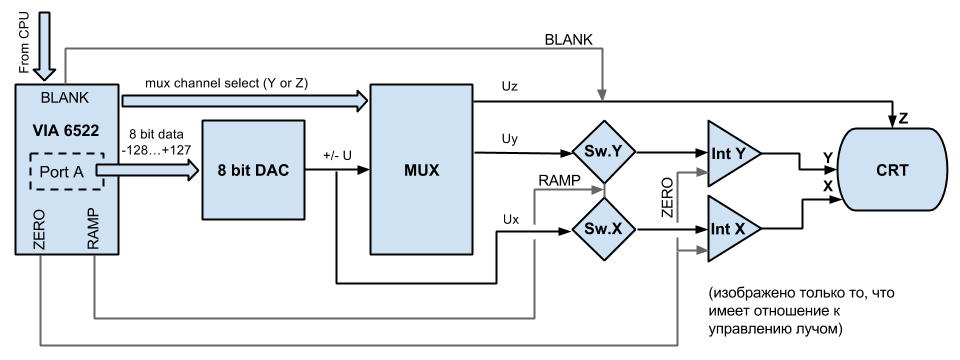 From CPU
BLANK
BLANK
mux channel select (Y or Z)
VIA 6522
8 bit data
-128...+127
Port A
8 bit DAC
+/- U
MUX
Uz
Uy
Ux
Sw.Y
Sw.X
RAMP
ZERO
Int Y
Int X
Z
Y
X
CRT
ZERO
RAMP
(изображено только то, что
имеет отношение к
управлению лучом)